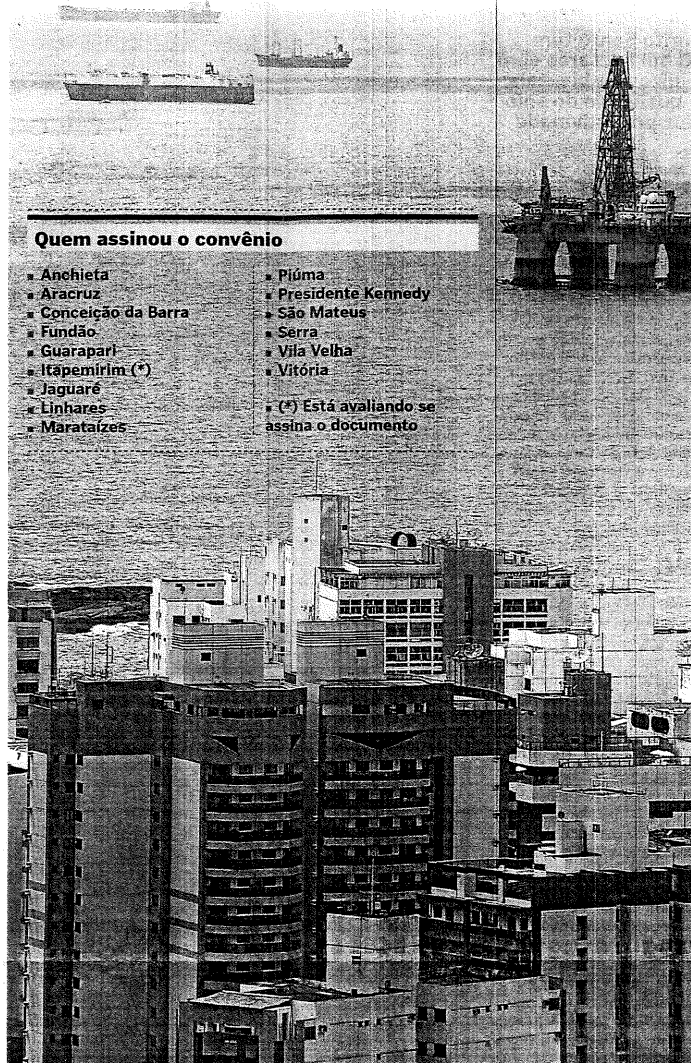 Quem assinou o convênio
▪ Anchieta
▪ Aracruz
▪ Conceição da Barra
▪ Fundão
▪ Guarapari
▪ Itapemirim (*)
▪ Jaguaré
▪ Linhares
▪ Marataízes
▪ Piúma
▪ Presidente Kennedy
▪ São Mateus
▪ Serra
▪ Vila Velha
▪ Vitória
▪ (*) Está avaliando se
assina o documento